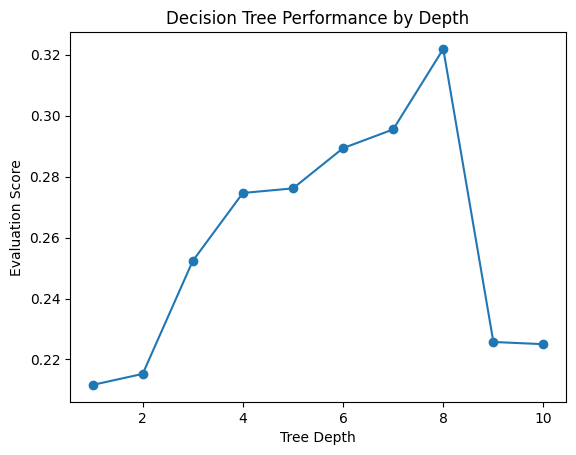 Decision Tree Performance by Depth
0.32
0.30
0.28
0.26
0.24
0.22
Evaluation Score
2 4 6 8 10
Tree Depth